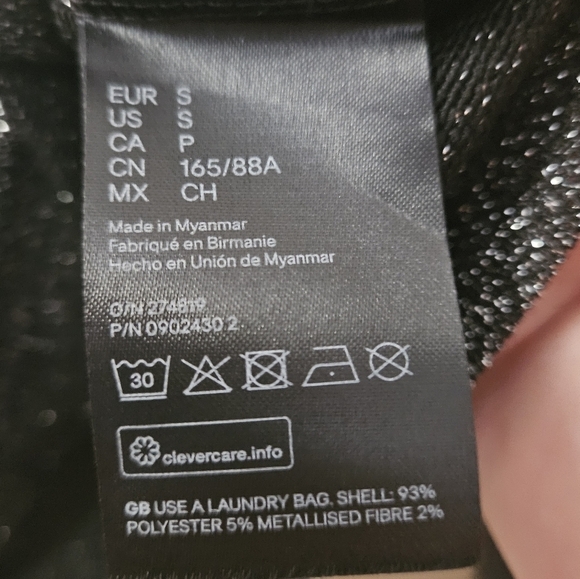 EUR S
US S
CA P
CN 165/88A
MX CH
Made in Myanmar
Fabriqué en Birmanie
Hecho en Unión de Myanmar
P/N 0902430 2
30
clevercare.info
GB USE A LAUNDRY BAG. SHELL: 93%
POLYESTER 5% METALLISED FIBRE 2%